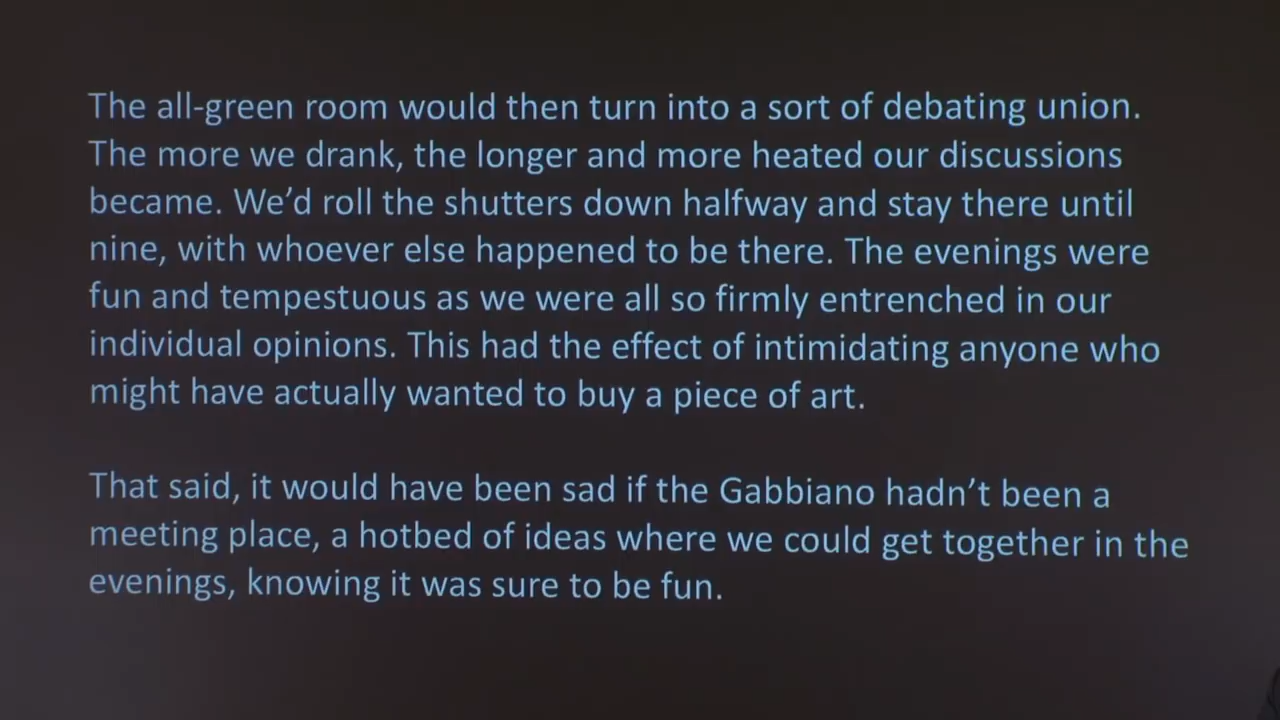 The all-green room would then turn into a sort of debating union.
The more we drank, the longer and more heated our discussions
became. We’d roll the shutters down halfway and stay there until
nine, with whoever else happened to be there. The evenings were
fun and tempestuous as we were all so firmly entrenched in our
individual opinions. This had the effect of intimidating anyone who
might have actually wanted to buy a piece of art.
That said, it would have been sad if the Gabbiano hadn’t been a
meeting place, a hotbed of ideas where we could get together in the
evenings, knowing it was sure to be fun.